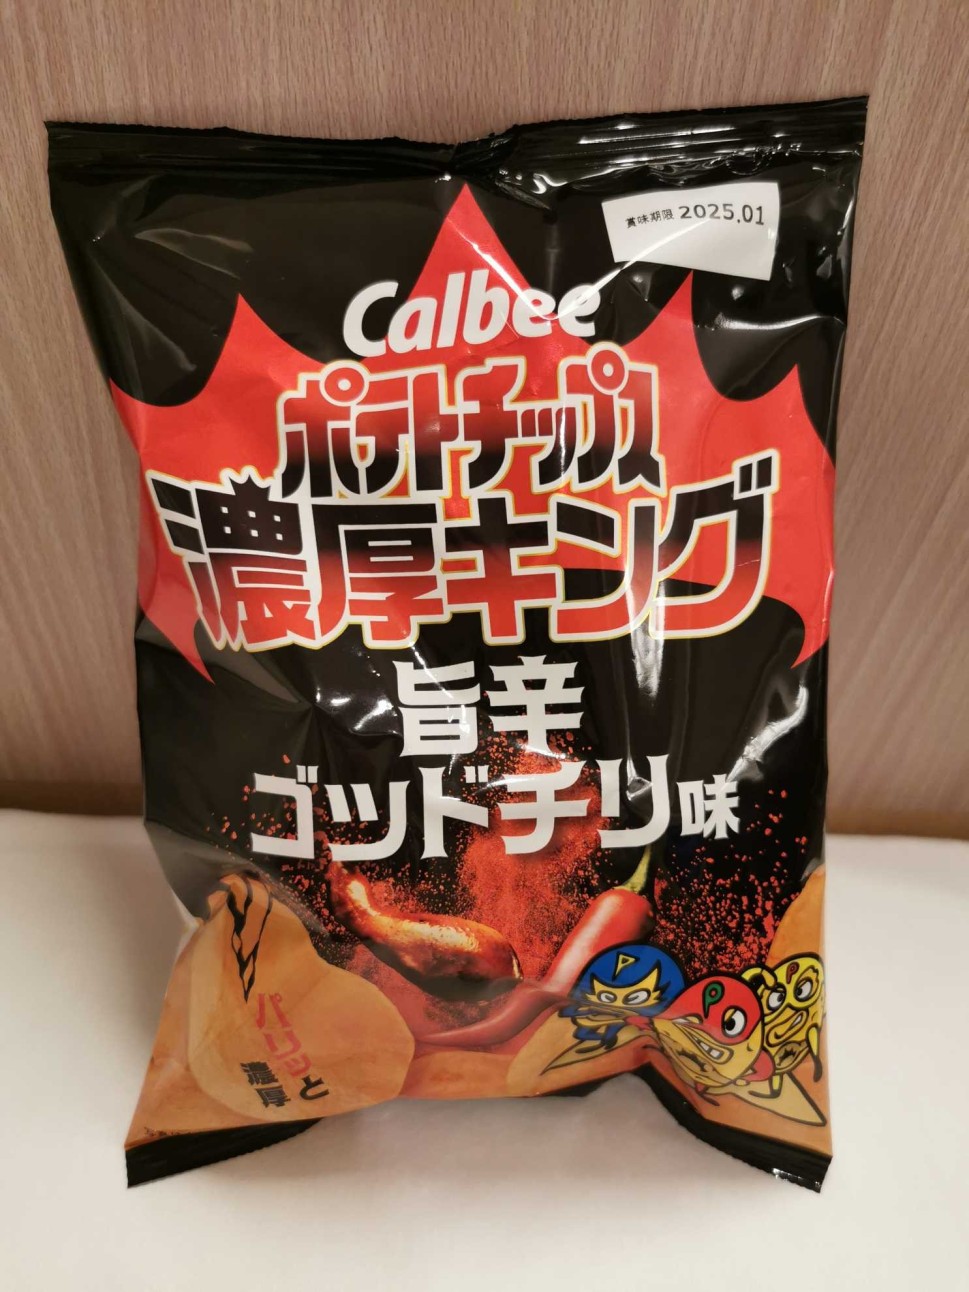 賞味期限 2025.01
Calbee
ポテトチップス
濃厚キング
旨辛
ゴッドチリ味
パリッと
濃厚
P
P
P